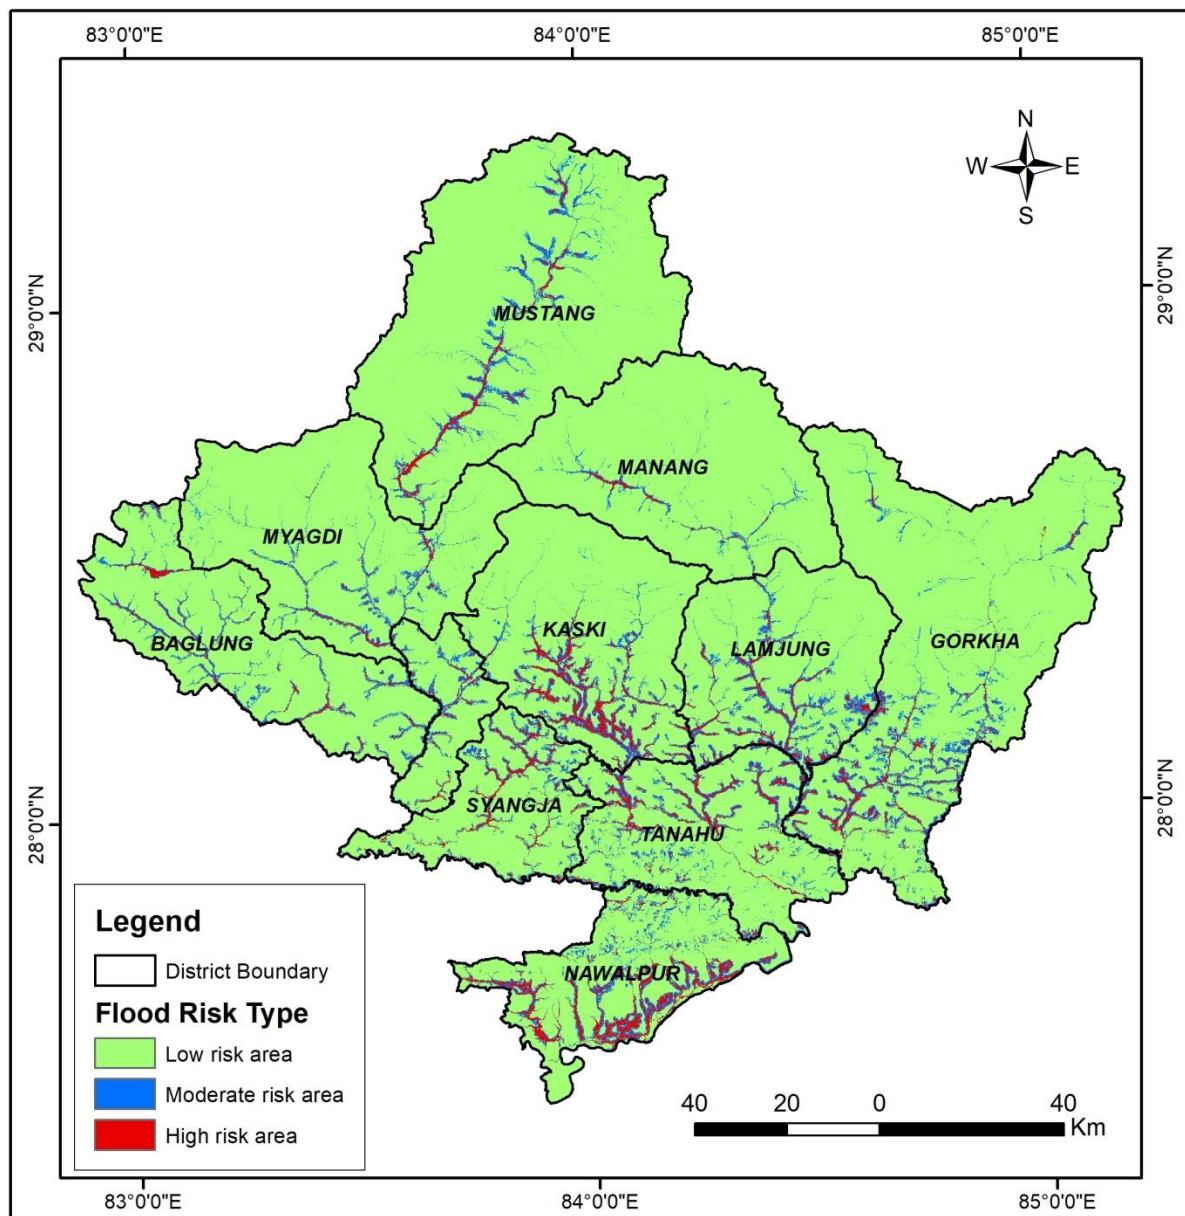 83°0'0"E 84°0'0"E 85°0'0"E
N
W E
S
29°0'0"N 29°0'0"N
MUSTANG
MANANG
MYAGDI
KASKI
BAGLUNG LAMJUNG GORKHA
28°0'0"N 28°0'0"N
SYANGJA
TANAHU
NAWALPUR
Legend
District Boundary
Flood Risk Type
Low risk area
Moderate risk area
High risk area
40 20 0 40
Km
83°0'0"E 84°0'0"E 85°0'0"E